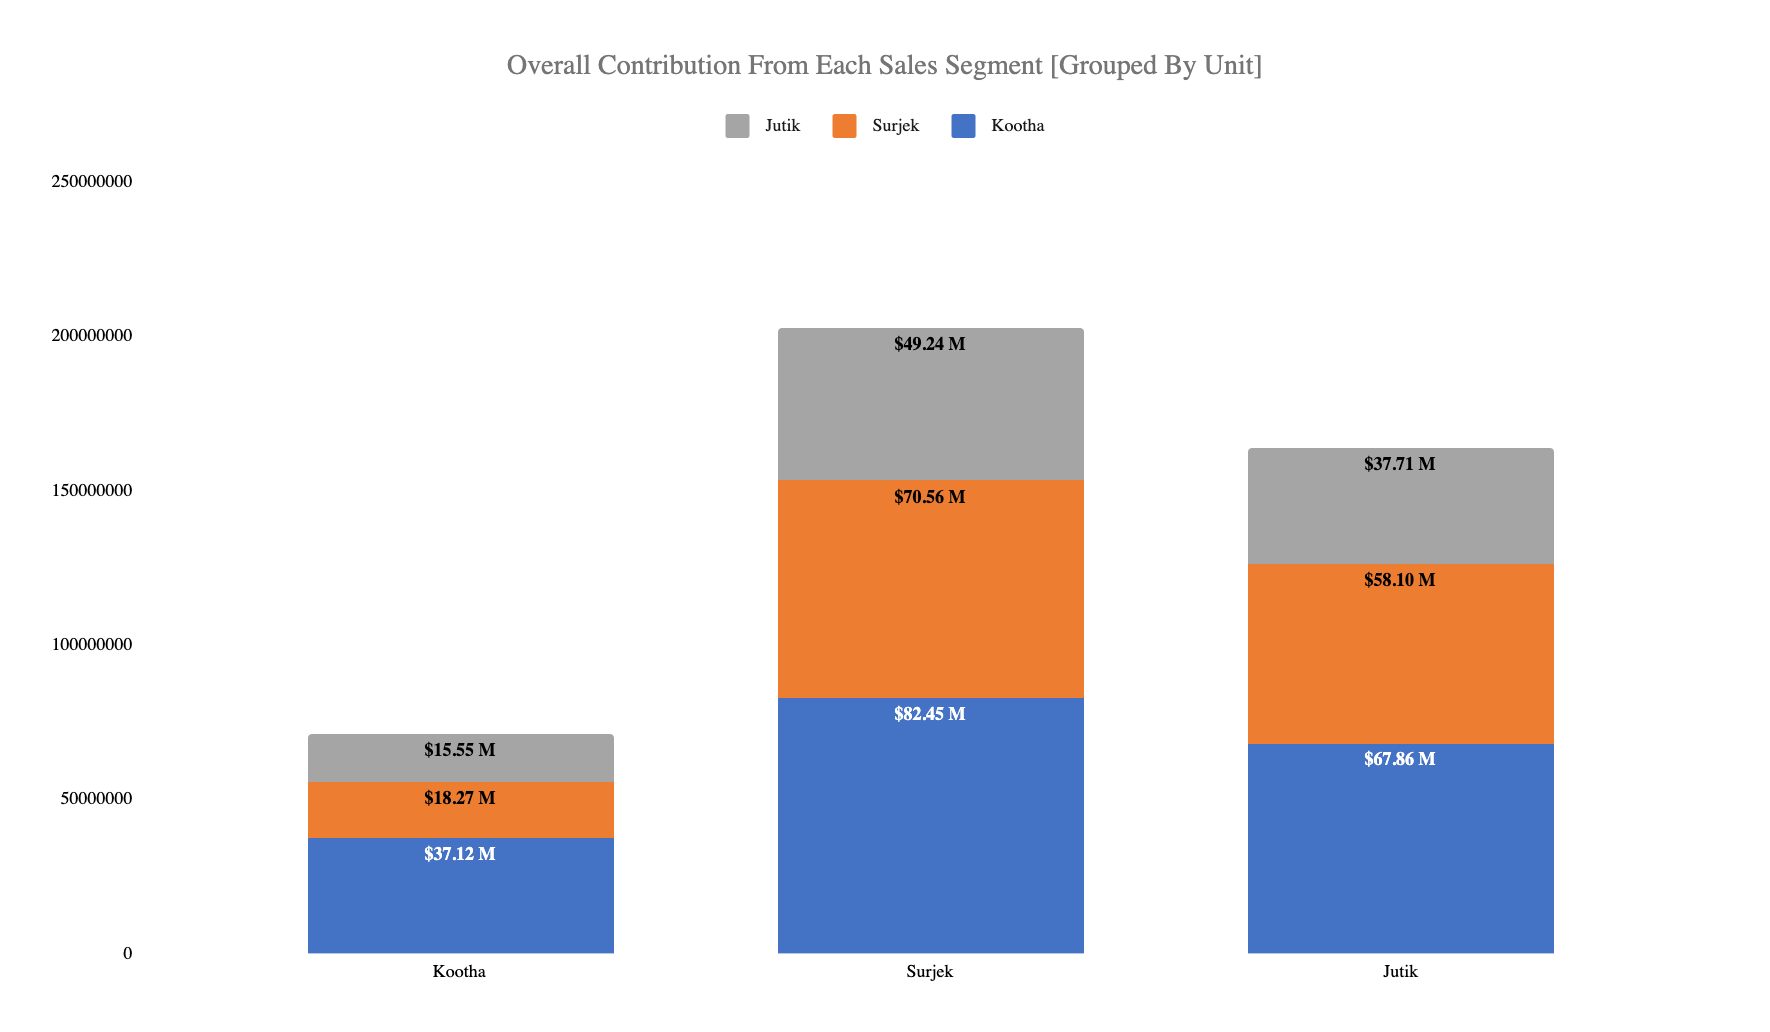 Overall Contribution From Each Sales Segment [Grouped By Unit]
Jutik Surjek Kootha
250000000
200000000
150000000
100000000
50000000
0
$15.55 M
$18.27 M
$37.12 M
$49.24 M
$70.56 M
$82.45 M
$37.71 M
$58.10 M
$67.86 M
Kootha Surjek Jutik